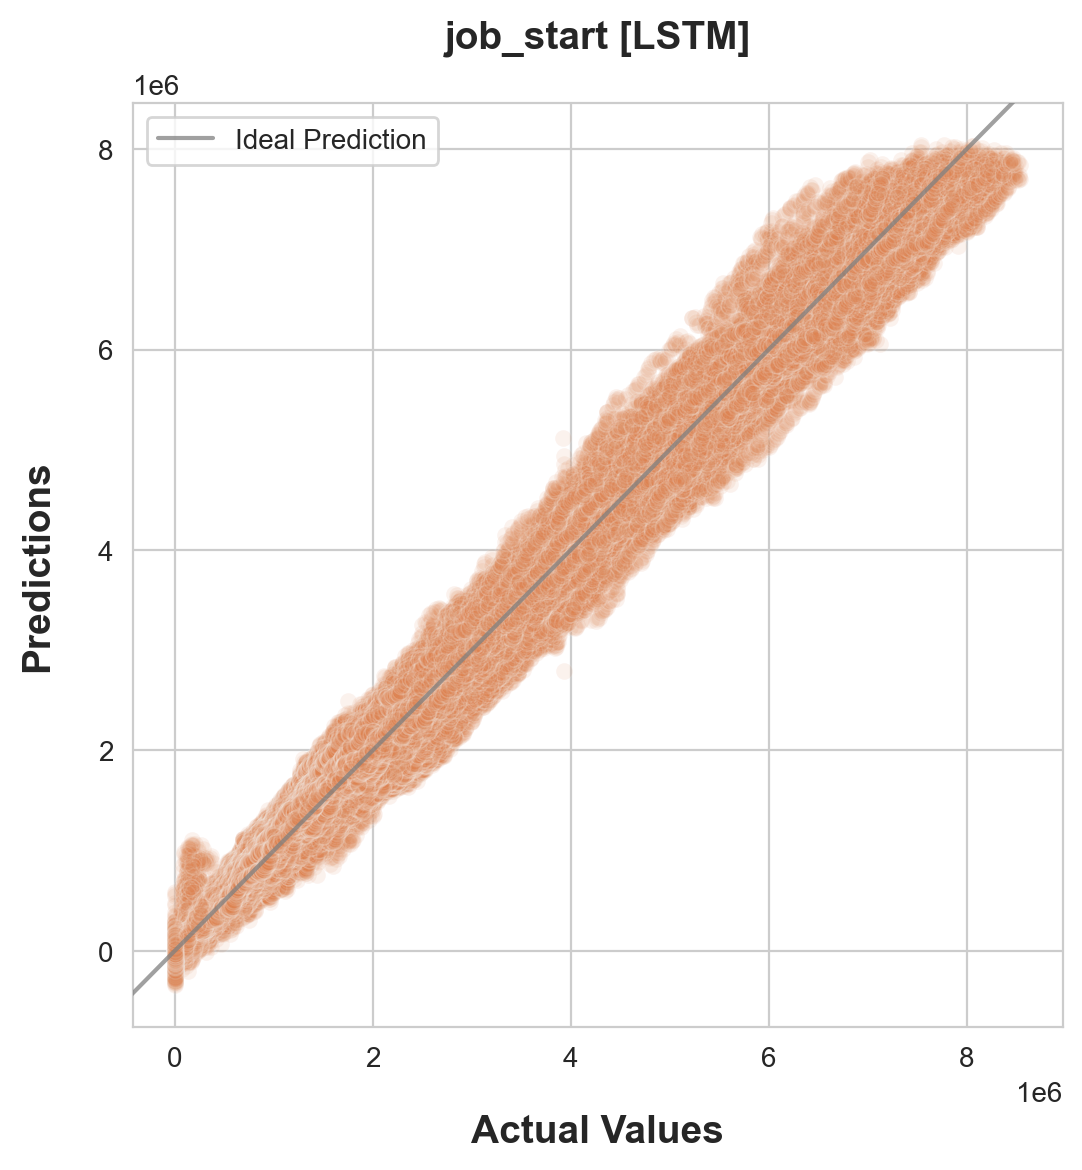 job_start [LSTM]
1e6
Ideal Prediction
8
6
4
2
0
Predictions
0 2 4 6 8
1e6
Actual Values